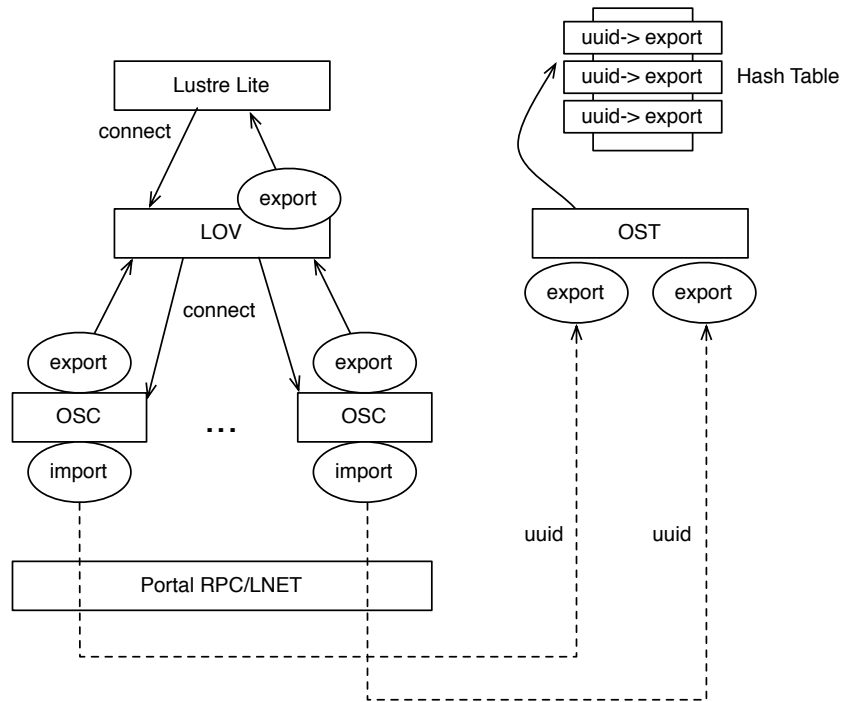 uuid-> export
uuid-> export
Hash Table
uuid-> export
Lustre Lite
connect
export
LOV
OST
export
export
connect
export
export
OSC
...
OSC
import
import
uuid
uuid
Portal RPC/LNET